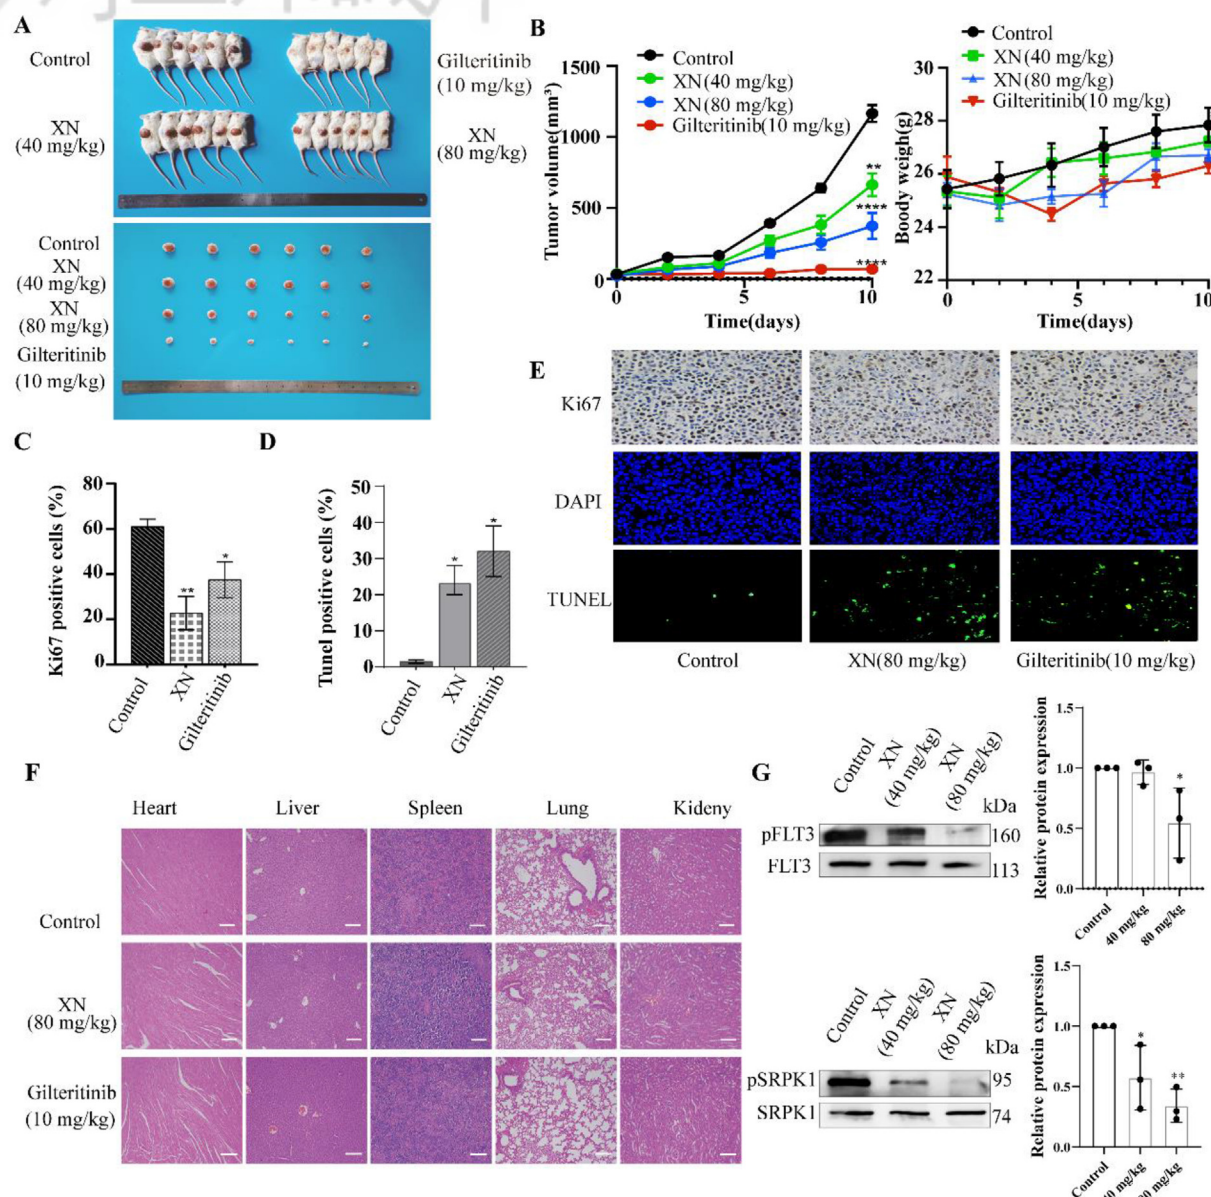 A
Control
XN
(40 mg/kg)
Gilteritinib
(10 mg/kg)
XN
(80 mg/kg)
Control
XN
(40 mg/kg)
XN
(80 mg/kg)
Gilteritinib
(10 mg/kg)
B
Control
XN(40 mg/kg)
XN(80 mg/kg)
Gilteritinib(10 mg/kg)
Tumor volume(mm³)
1500
1000
500
0
**
****
****
0
5
10
Time(days)
Control
XN(40 mg/kg)
XN(80 mg/kg)
Gilteritinib(10 mg/kg)
Boody weight(g)
30
28
26
24
22
0
5
10
Time(days)
C
Ki67 positive cells (%)
80
60
40
20
0
**
*
Control
XN
Gilteritinib
D
Tunel positive cells (%)
50
40
30
20
10
0
*
*
Control
XN
Gilteritinib
E
Ki67
DAPI
TUNEL
Control
XN(80 mg/kg)
Gilteritinib(10 mg/kg)
F
Heart
Liver
Spleen
Lung
Kideny
Control
XN
(80 mg/kg)
Gilteritinib
(10 mg/kg)
G
Control
XN
(40 mg/kg)
XN
(80 mg/kg)
kDa
pFLT3
160
FLT3
113
Relative protein expression
1.5
1.0
0.5
0.0
*
Control
40 mg/kg
80 mg/kg
Control
XN
(40 mg/kg)
XN
(80 mg/kg)
kDa
pSRPK1
95
SRPK1
74
Relative protein expression
1.5
1.0
0.5
0.0
*
**
Control
mg/kg
mg/kg